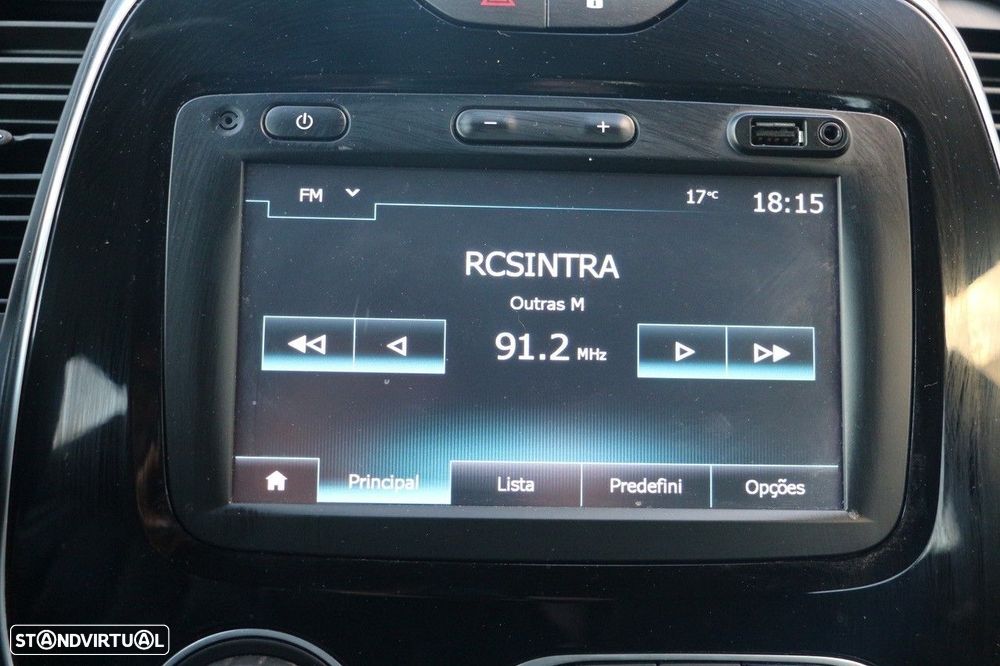 FM
17°C 18:15
RCSINTRA
Outras M
91.2 MHz
Principal Lista Predefini Opções
STANDVIRTUAL